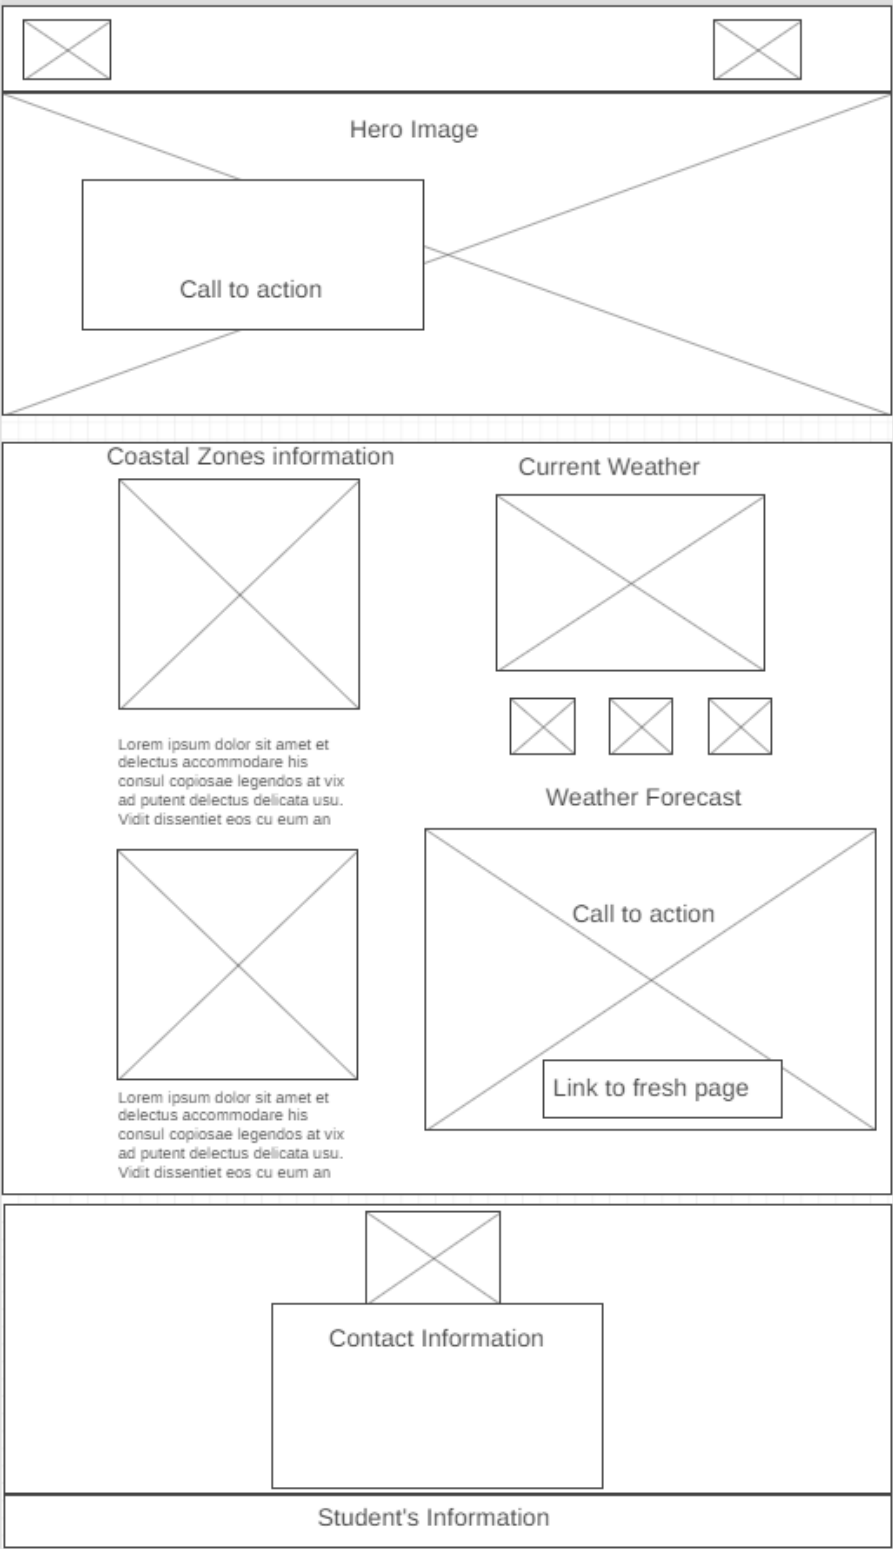 Hero Image
Call to action
Coastal Zones information
Lorem ipsum dolor sit amet et
delectus accommodare his
consul copiosae legendos at vix
ad putent delectus delicata usu.
Vidit dissentiet eos cu eum an
Lorem ipsum dolor sit amet et
delectus accommodare his
consul copiosae legendos at vix
ad putent delectus delicata usu.
Vidit dissentiet eos cu eum an
Current Weather
Weather Forecast
Call to action
Link to fresh page
Contact Information
Student's Information